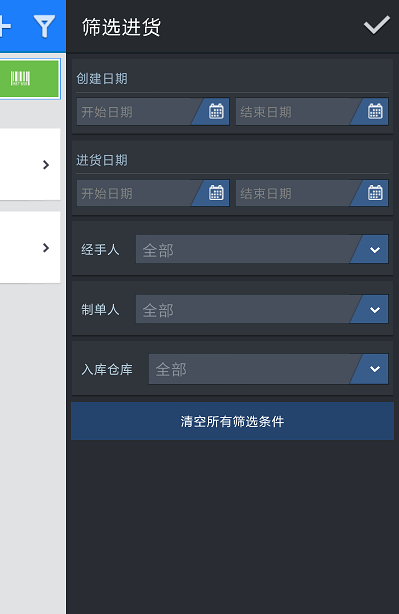 筛选进货
创建日期
开始日期 结束日期
进货日期
开始日期 结束日期
经手人 全部
制单人 全部
入库仓库 全部
清空所有筛选条件